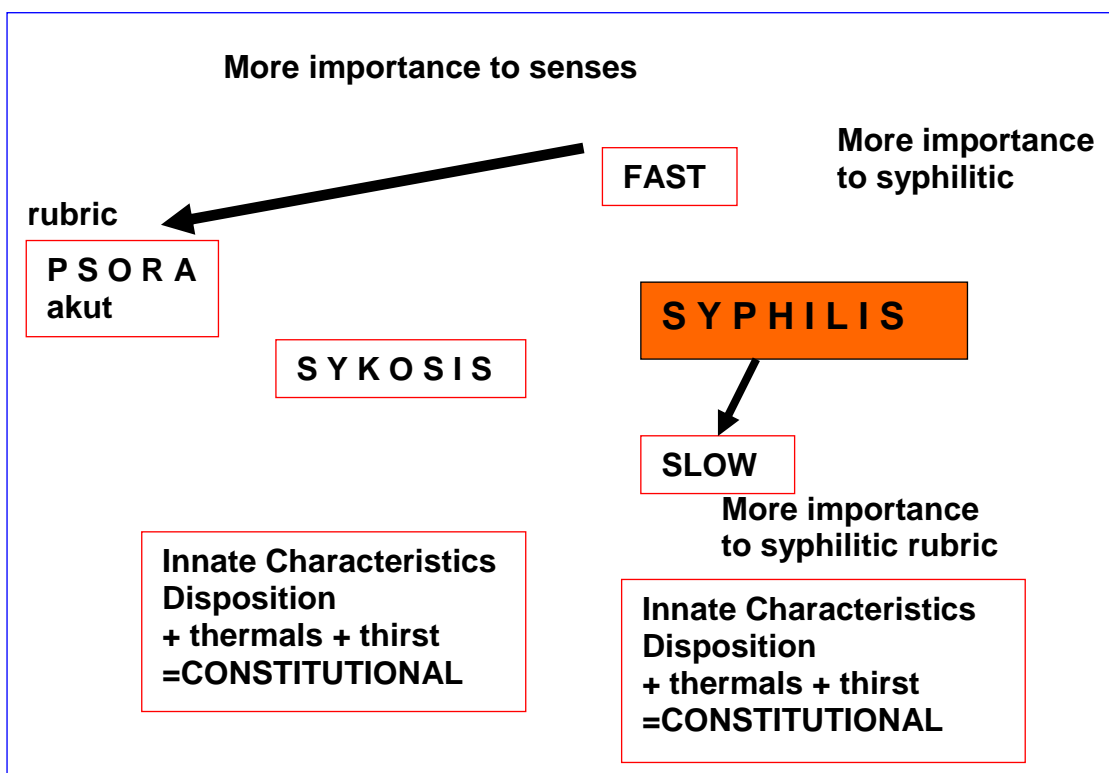 More importance to senses
More importance
to syphilitic
FAST
rubric
P S O R A
akut
S Y P H I L I S
S Y K O S I S
SLOW
More importance
to syphilitic rubric
Innate Characteristics
Disposition
+ thermals + thirst
=CONSTITUTIONAL
Innate Characteristics
Disposition
+ thermals + thirst
=CONSTITUTIONAL